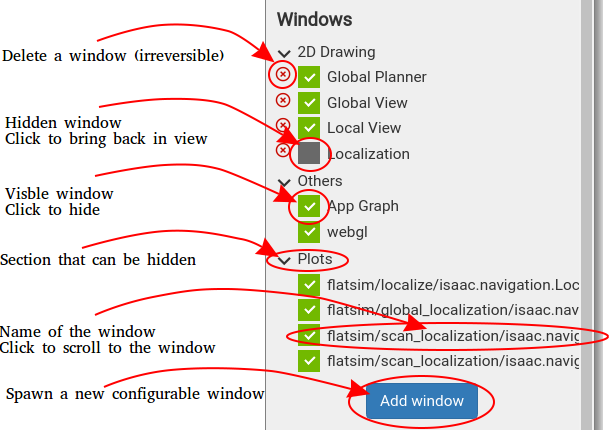 Windows
Delete a window (irreversible)
2D Drawing
Global Planner
Global View
Hidden window
Click to bring back in view
Local View
Localization
Others
Visble window
Click to hide
App Graph
webgl
Section that can be hidden
Plots
flatsim/localize/isaac.navigation.Loc
flatsim/global_localization/isaac.nav
Name of the window
Click to scroll to the window
flatsim/scan_localization/isaac.navig
flatsim/scan_localization/isaac.navig
Spawn a new configurable window
Add window